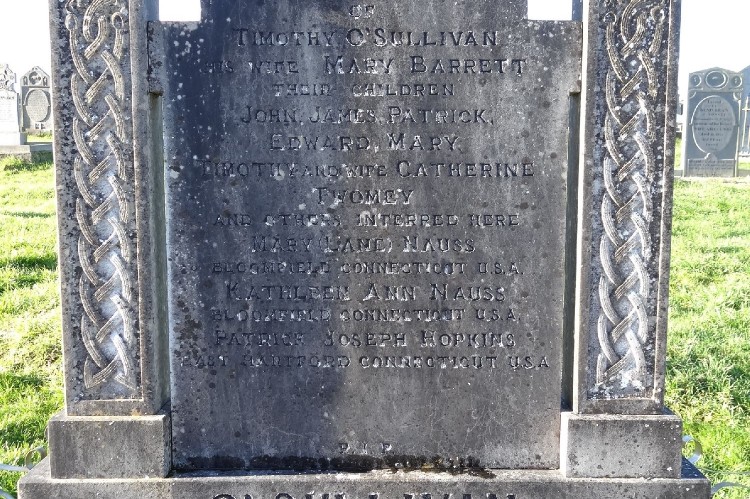 OF
TIMOTHY O'SULLIVAN
HIS WIFE MARY BARRETT
THEIR CHILDREN
JOHN, JAMES, PATRICK,
EDWARD, MARY,
TIMOTHY AND WIFE CATHERINE
TWOMEY
AND OTHERS INTERRED HERE
MARY (LANE) NAUSS
BLOOMFIELD CONNECTICUT U.S.A.
KATHLEEN ANN NAUSS
BLOOMFIELD CONNECTICUT U.S.A.
PATRICK JOSEPH HOPKINS
EAST HARTFORD CONNECTICUT U.S.A
R.I.P.
O'SULLIVAN